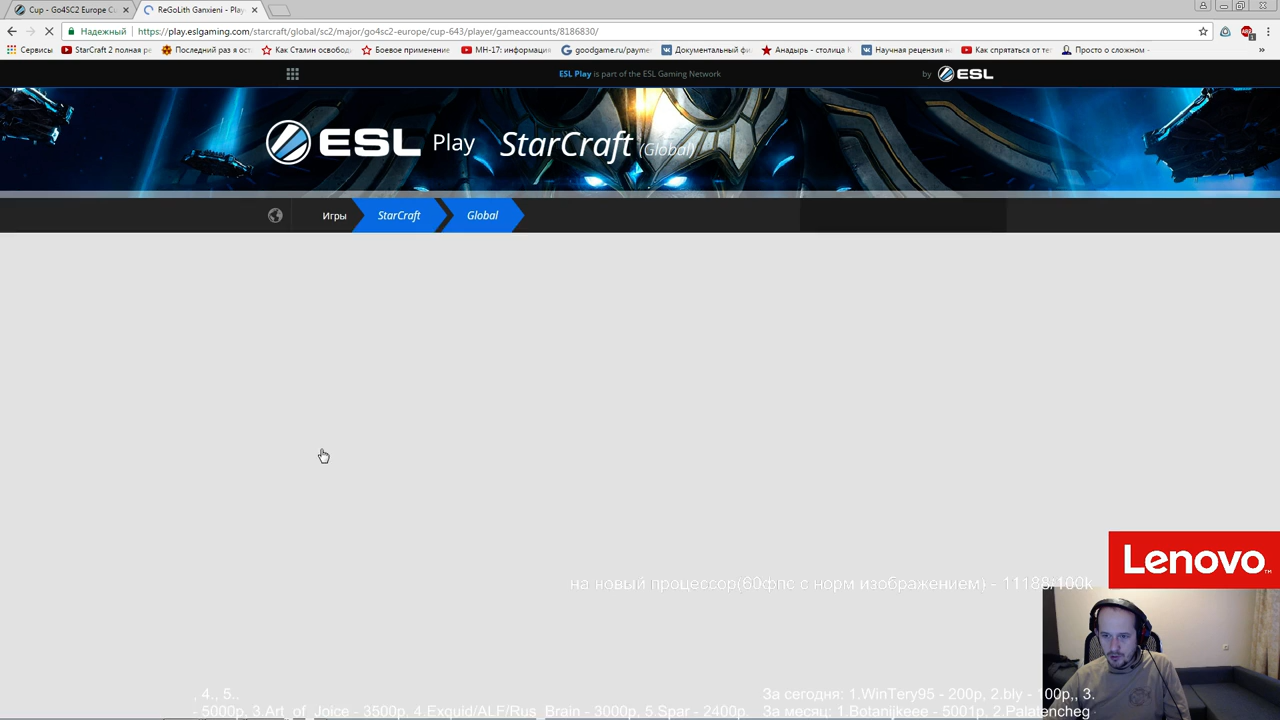 Cup - Go4SC2 Europe C
ReGoLith Ganxieni - Play
Надежный
https://play.eslgaming.com/starcraft/global/sc2/major/go4sc2-europe/cup-643/player/gameaccounts/8186830/
Сервисы
StarCraft 2 полная ре
Последний раз я ост
Как Сталин освобод
Боевое применение
МН-17: информация
goodgame.ru/payme
Документальный фи
Анадырь - столица
Научная рецензия н
Как спрятаться от те
Просто о сложном -
ESL Play is part of the ESL Gaming Network
by ESL
ESL Play StarCraft (Global)
Игры StarCraft Global
Lenovo
на новый процессор(60фпс с норм изображением) - 11188/100k
, 4., 5..
За сегодня: 1.WinTery95 - 200р, 2.bly - 100р,, 3.
- 5000р, 3.Art_of_Joice - 3500р, 4.Exquid/ALF/Rus_Brain - 3000р, 5.Spar - 2400р.
За месяц: 1.Botanijkeee - 5001р, 2.Palatencheg